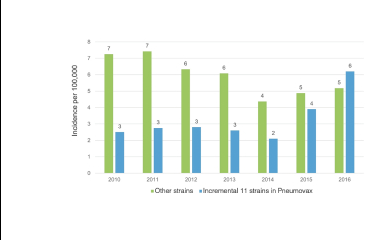 8
7
6
5
4
3
2
1
0
Incidence per 100,000
7 3 7 3 6 3 6 3 4 2 5 4 5 6
2010 2011 2012 2013 2014 2015 2016
Other strains Incremental 11 strains in Pneumovax